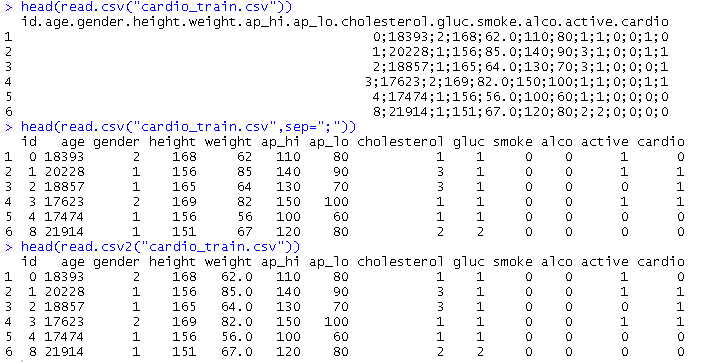 > head(read.csv("cardio_train.csv"))
id.age.gender.height.weight.ap_hi.ap_lo.cholesterol.gluc.smoke.alco.active.cardio
1 0;18393;2;168;62.0;110;80;1;1;0;0;1;0
2 1;20228;1;156;85.0;140;90;3;1;0;0;1;1
3 2;18857;1;165;64.0;130;70;3;1;0;0;0;1
4 3;17623;2;169;82.0;150;100;1;1;0;0;1;1
5 4;17474;1;156;56.0;100;60;1;1;0;0;0;0
6 8;21914;1;151;67.0;120;80;2;2;0;0;0;0
> head(read.csv("cardio_train.csv",sep=";"))
id age gender height weight ap_hi ap_lo cholesterol gluc smoke alco active cardio
1 0 18393 2 168 62 110 80 1 1 0 0 1 0
2 1 20228 1 156 85 140 90 3 1 0 0 1 1
3 2 18857 1 165 64 130 70 3 1 0 0 0 1
4 3 17623 2 169 82 150 100 1 1 0 0 1 1
5 4 17474 1 156 56 100 60 1 1 0 0 0 0
6 8 21914 1 151 67 120 80 2 2 0 0 0 0
> head(read.csv2("cardio_train.csv"))
id age gender height weight ap_hi ap_lo cholesterol gluc smoke alco active cardio
1 0 18393 2 168 62.0 110 80 1 1 0 0 1 0
2 1 20228 1 156 85.0 140 90 3 1 0 0 1 1
3 2 18857 1 165 64.0 130 70 3 1 0 0 0 1
4 3 17623 2 169 82.0 150 100 1 1 0 0 1 1
5 4 17474 1 156 56.0 100 60 1 1 0 0 0 0
6 8 21914 1 151 67.0 120 80 2 2 0 0 0 0